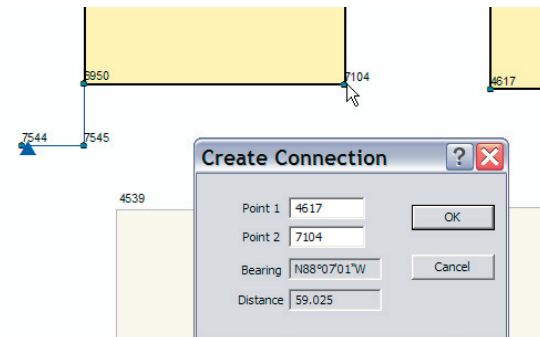 6950
7104
4617
7544
7545
4539
Create Connection
Point 1 4617
OK
Point 2 7104
Bearing N88°07'01"W
Cancel
Distance 59.025